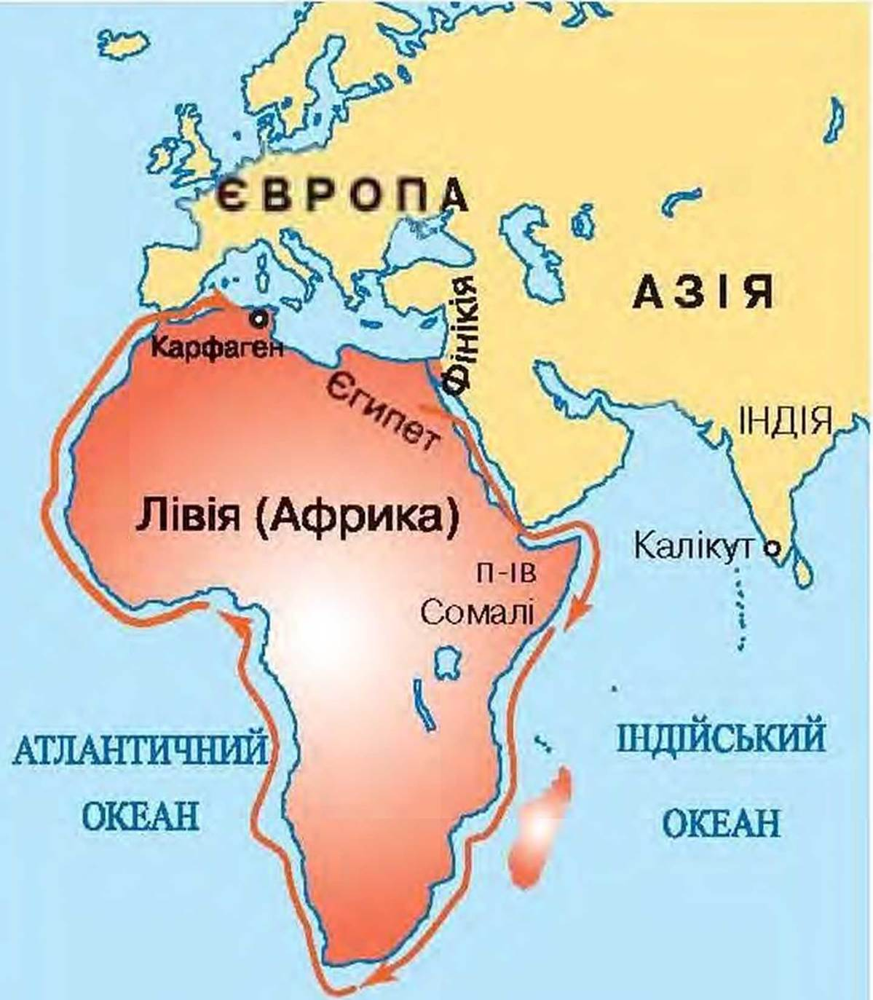 ЄВРОПА
АЗІЯ
Фінікія
Карфаген
Єгипет
ІНДІЯ
Лівія (Африка)
Калікут
П-ІВ
Сомалі
АТЛАНТИЧНИЙ
ОКЕАН
ІНДІЙСЬКИЙ
ОКЕАН